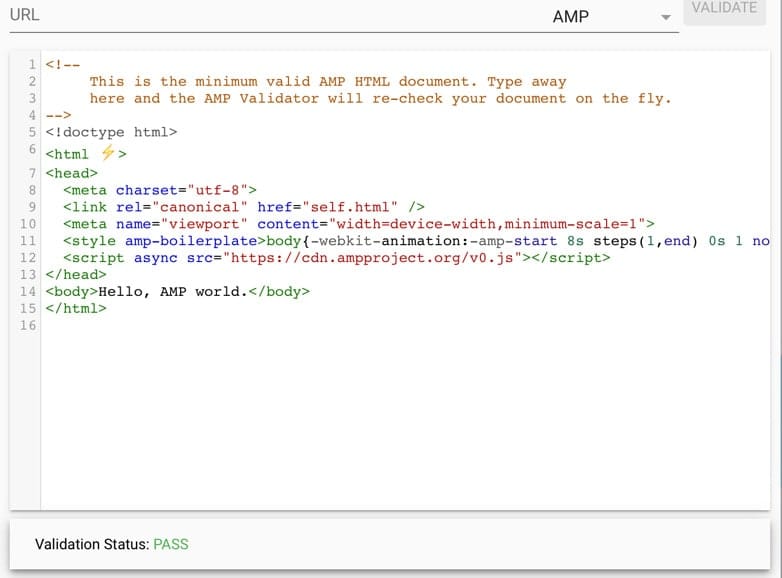 URL
AMP
VALIDATE
1 <!--
2 This is the minimum valid AMP HTML document. Type away
3 here and the AMP Validator will re-check your document on the fly.
4 -->
5 <!doctype html>
6 <html ⚡>
7 <head>
8 <meta charset="utf-8">
9 <link rel="canonical" href="self.html" />
10 <meta name="viewport" content="width=device-width,minimum-scale=1">
11 <style amp-boilerplate>body{-webkit-animation:-amp-start 8s steps(1,end) 0s 1 no
12 <script async src="https://cdn.ampproject.org/v0.js"></script>
13 </head>
14 <body>Hello, AMP world.</body>
15 </html>
16
Validation Status: PASS